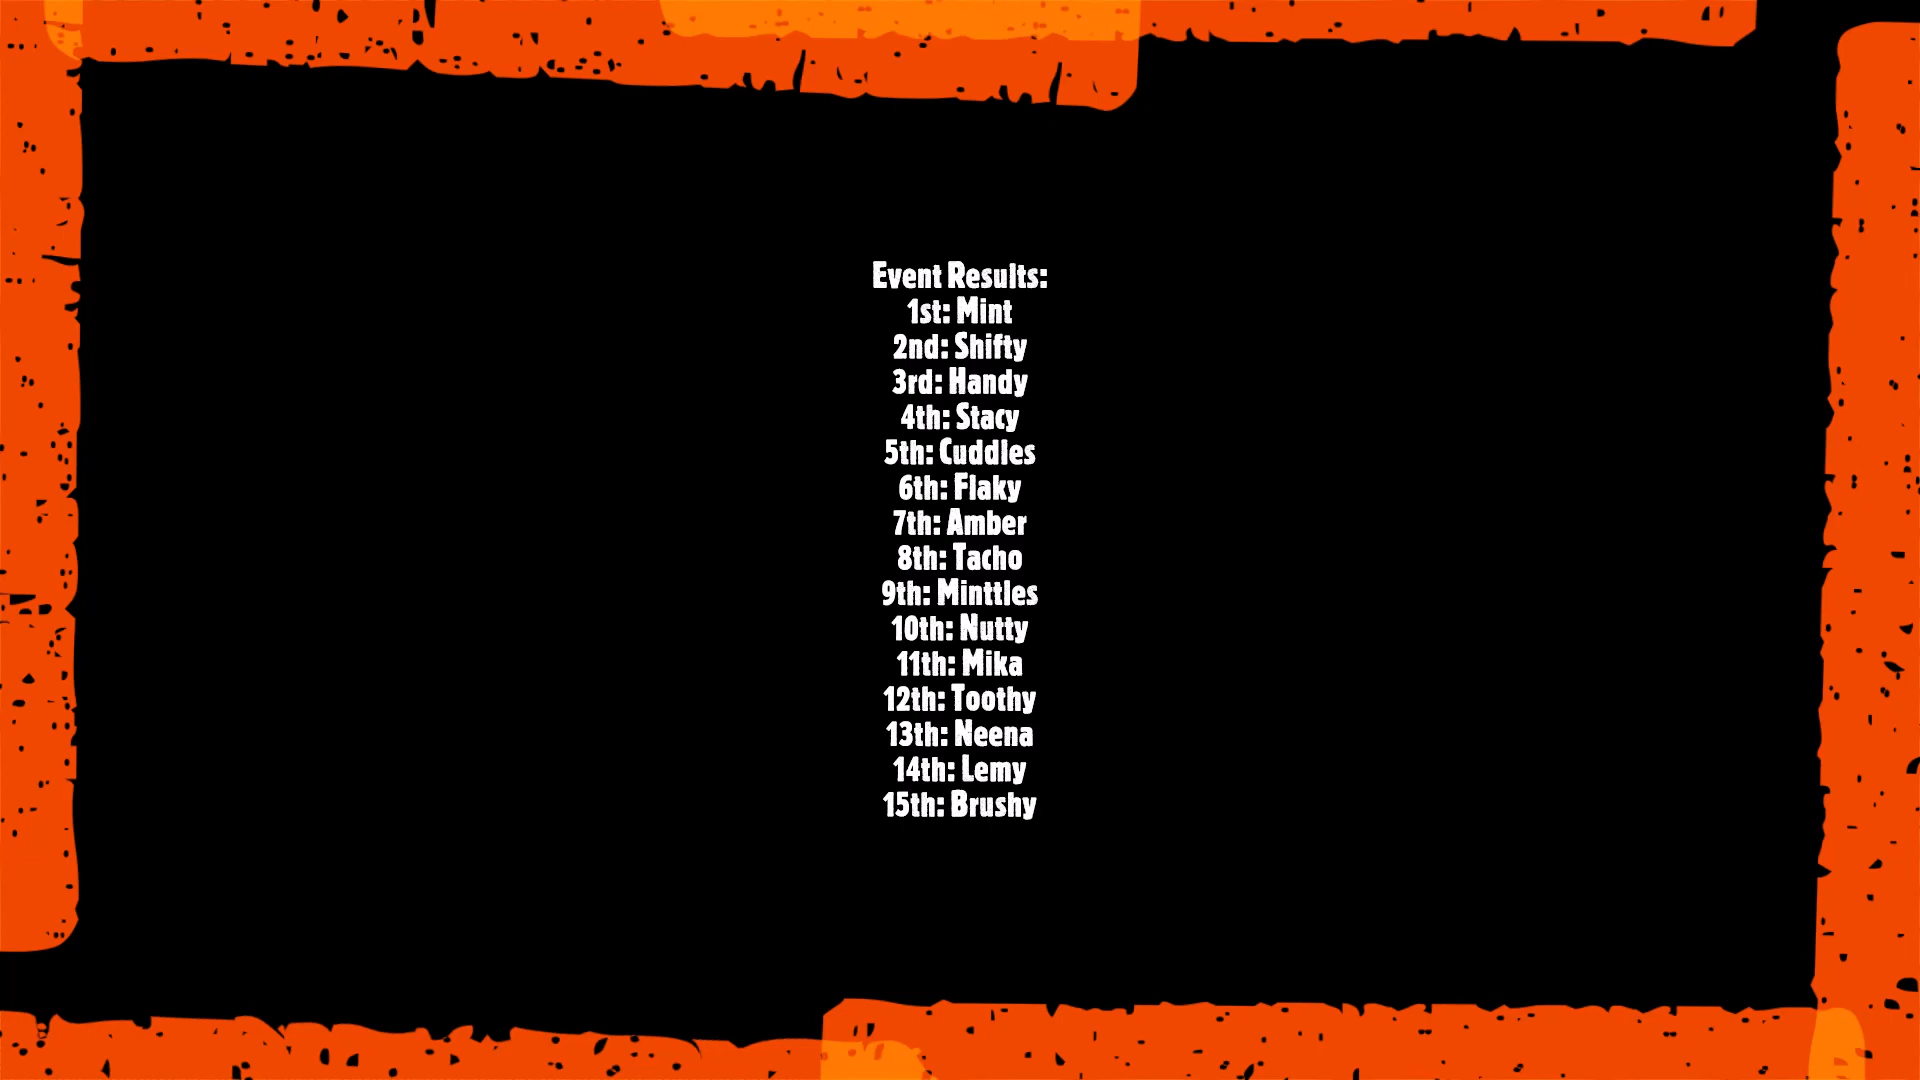 Event Results:
1st: Mint
2nd: Shifty
3rd: Handy
4th: Stacy
5th: Cuddles
6th: Flaky
7th: Amber
8th: Tacho
9th: Minttles
10th: Nutty
11th: Mika
12th: Toothy
13th: Neena
14th: Lemy
15th: Brushy